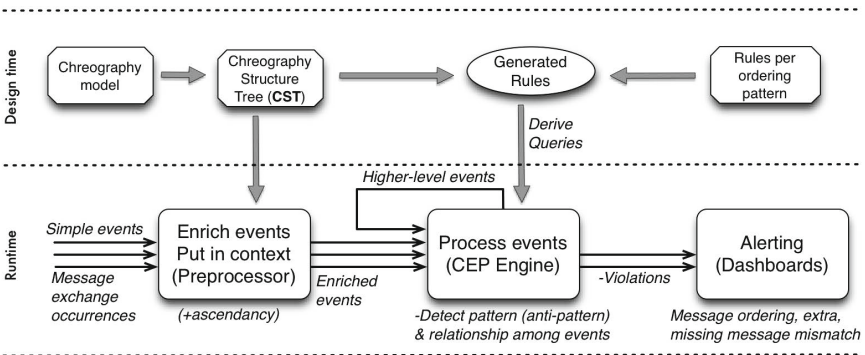 Design time
Chreography
model
Chreography
Structure
Tree (CST)
Generated
Rules
Rules per
ordering
pattern
Derive
Queries
Runtime
Higher-level events
Simple events
Message
exchange
occurrences
Enrich events
Put in context
(Preprocessor)
(+ascendancy)
Enriched
events
Process events
(CEP Engine)
-Detect pattern (anti-pattern)
& relationship among events
-Violations
Alerting
(Dashboards)
Message ordering, extra,
missing message mismatch